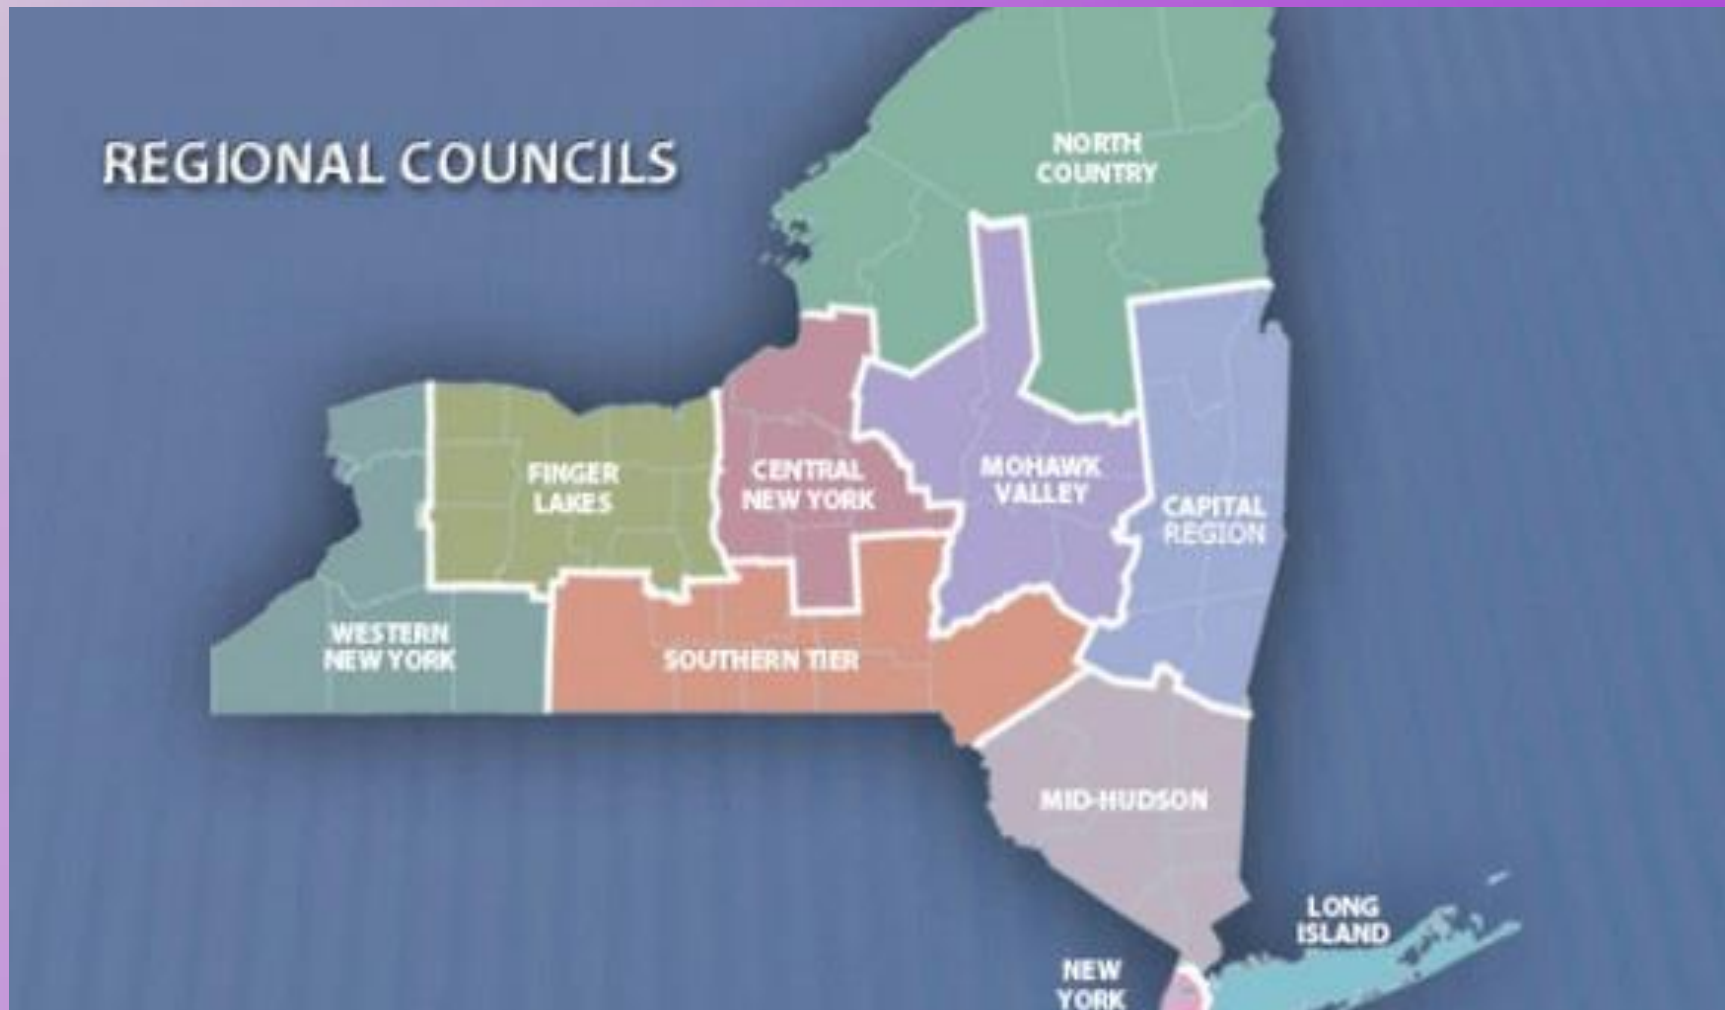 REGIONAL COUNCILS
NORTH
COUNTRY
FINGER
LAKES
CENTRAL
NEW YORK
MOHAWK
VALLEY
CAPITAL
REGION
WESTERN
NEW YORK
SOUTHERN TIER
MID-HUDSON
LONG
ISLAND
NEW
YORK